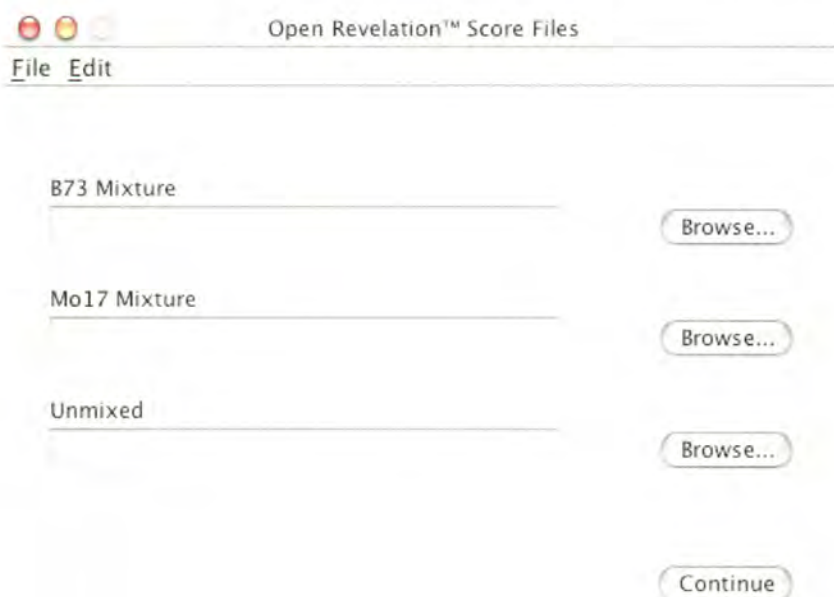 Open Revelation™ Score Files
File Edit
B73 Mixture
Browse...
Mo17 Mixture
Browse...
Unmixed
Browse...
Continue